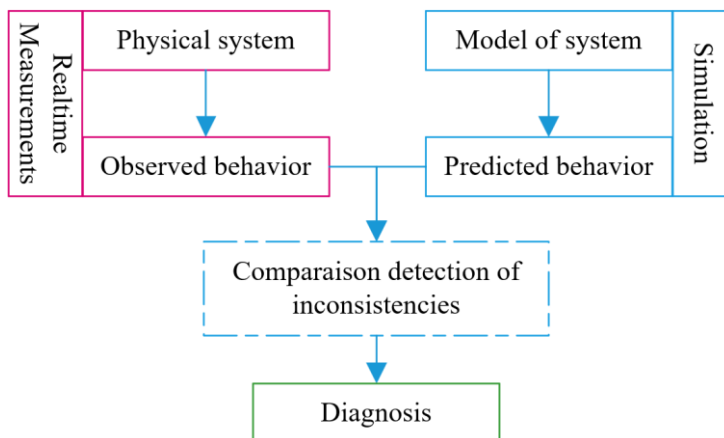 Realtime
Measurements
Physical system
Model of system
Simulation
Observed behavior
Predicted behavior
Comparaison detection of
inconsistencies
Diagnosis